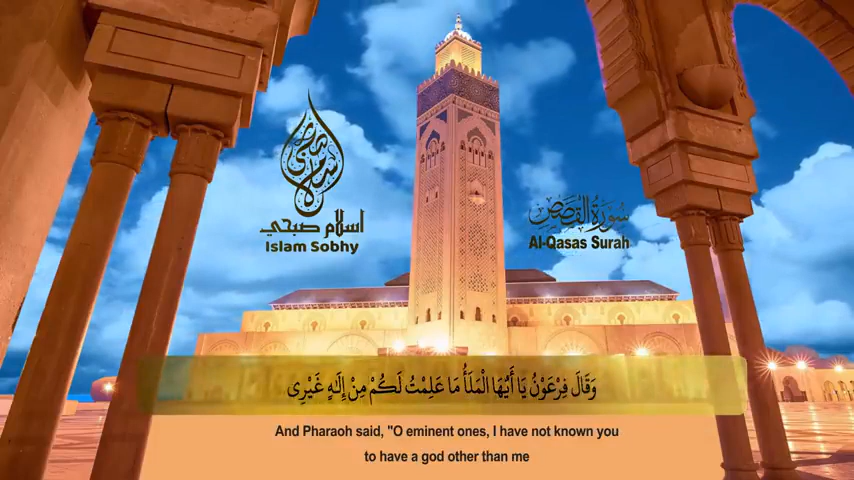 اسلام صبحي
Islam Sobhy
سورة القصص
Al-Qasas Surah
وَقَالَ فِرْعَوْنُ يَا أَيُّهَا الْمَلَأُ مَا عَلِمْتُ لَكُمْ مِنْ إِلَٰهٍ غَيْرِي
And Pharaoh said, "O eminent ones, I have not known you
to have a god other than me